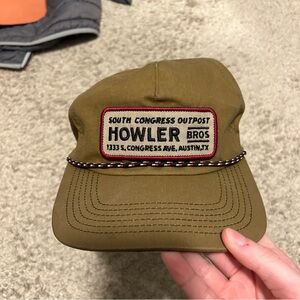 SOUTH CONGRESS OUTPOST
HOWLER BROS
1333 S. CONGRESS AVE. AUSTIN, TX